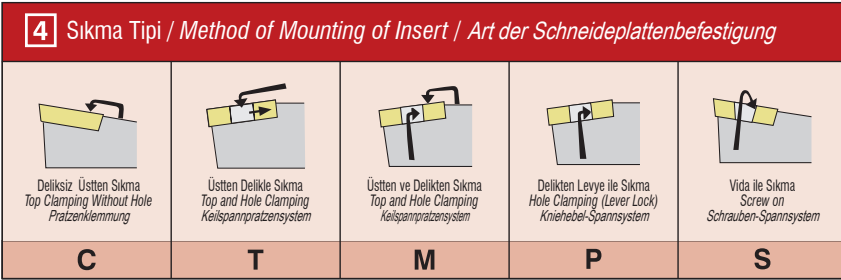 4 Sıkma Tipi / Method of Mounting of Insert / Art der Schneideplattenbefestigung
Deliksiz Üstten Sıkma
Top Clamping Without Hole
Pratzenklemmung
C
Üstten Delikle Sıkma
Top and Hole Clamping
Keilspannpratzensystem
T
Üstten ve Delikten Sıkma
Top and Hole Clamping
Keilspannpratzensystem
M
Delikten Levye ile Sıkma
Hole Clamping (Lever Lock)
Kniehebel-Spannsystem
P
Vida ile Sıkma
Screw on
Schrauben-Spannsystem
S